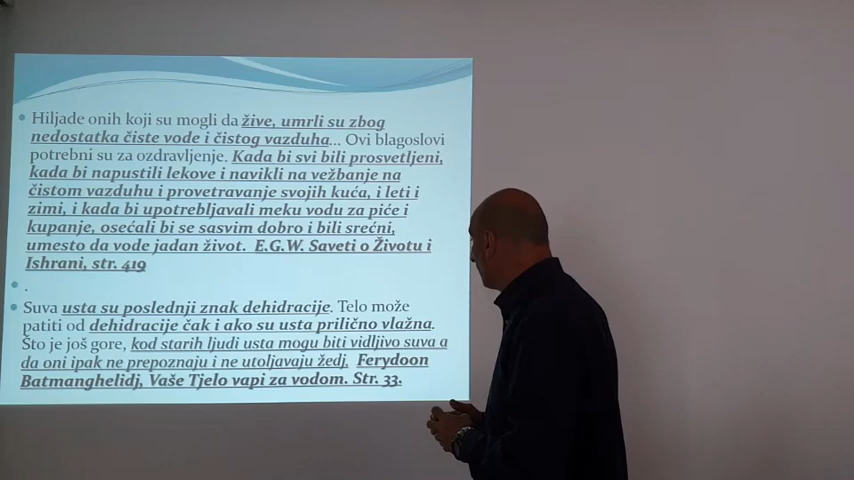 Hiljade onih koji su mogli da žive, umrli su zbog
nedostatka čiste vode i čistog vazduha... Ovi blagoslovi
potrebni su za ozdravljenje. Kada bi svi bili prosvetljeni,
kada bi napustili lekove i navikli na vežbanje na
čistom vazduhu i provetravanje svojih kuća, i leti i
zimi, i kada bi upotrebljavali meku vodu za piće i
kupanje, osećali bi se sasvim dobro i bili srećni,
umesto da vode jadan život. E.G.W. Saveti o Životu i
Ishrani, str. 419
.
Suva usta su poslednji znak dehidracije. Telo može
patiti od dehidracije čak i ako su usta prilično vlažna.
Što je još gore, kod starih ljudi usta mogu biti vidljivo suva a
da oni ipak ne prepoznaju i ne utoljavaju žedj. Ferydoon
Batmanghelidj, Vaše Tjelo vapi za vodom. Str. 33.